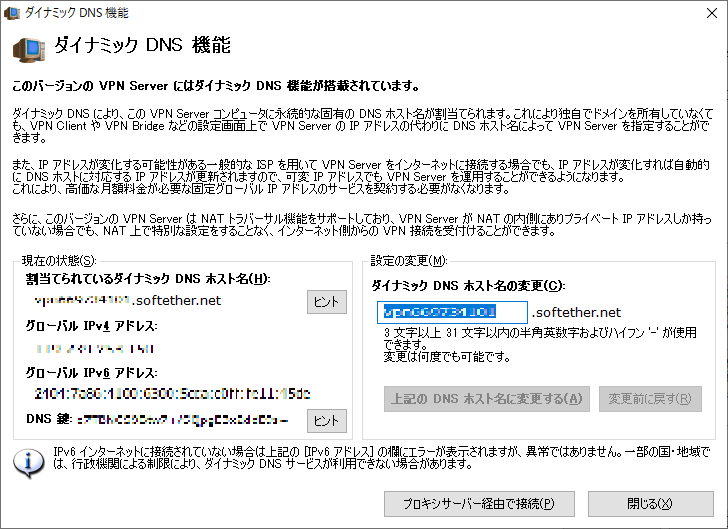 ダイナミック DNS 機能
ダイナミック DNS 機能
このバージョンの VPN Server にはダイナミック DNS 機能が搭載されています。
ダイナミック DNS により、この VPN Server コンピュータに永続的な固有の DNS ホスト名が割当てられます。これにより独自でドメインを所有していなくても、VPN Client や VPN Bridge などの設定画面上で VPN Server の IP アドレスの代わりに DNS ホスト名によって VPN Server を指定することができます。
また、IP アドレスが変化する可能性がある一般的な ISP を用いて VPN Server をインターネットに接続する場合でも、IP アドレスが変化すれば自動的に DNS ホストに対応する IP アドレスが更新されますので、可変 IP アドレスでも VPN Server を運用することができるようになります。
これにより、高価な月額料金が必要な固定グローバル IP アドレスのサービスを契約する必要がなくなります。
さらに、このバージョンの VPN Server は NAT トラバーサル機能をサポートしており、VPN Server が NAT の内側にありプライベート IP アドレスしか持っていない場合でも、NAT 上で特別な設定をすることなく、インターネット側からの VPN 接続を受付けることができます。
現在の状態(S):
割当てられているダイナミック DNS ホスト名(H):
.softether.net
ヒント
グローバル IPv4 アドレス:
グローバル IPv6 アドレス:
DNS 鍵:
ヒント
設定の変更(M):
ダイナミック DNS ホスト名の変更(C):
.softether.net
3 文字以上 31 文字以内の半角英数字およびハイフン '-' が使用
できます。
変更は何度でも可能です。
上記の DNS ホスト名に変更する(A)
変更前に戻す(R)
IPv6 インターネットに接続されていない場合は上記の [IPv6 アドレス] の欄にエラーが表示されますが、異常ではありません。一部の国・地域では、行政機関による制限により、ダイナミック DNS サービスが利用できない場合があります。
プロキシサーバー経由で接続(P)
閉じる(X)